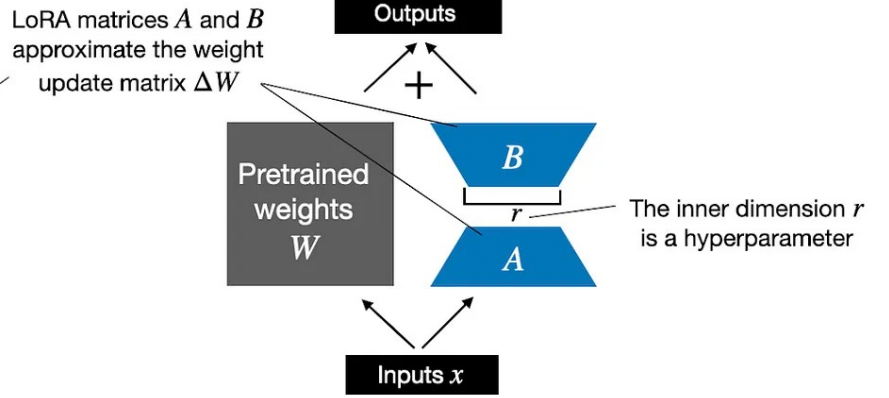 Outputs
LoRA matrices A and B
approximate the weight
update matrix ΔW
+
Pretrained
weights
W
B
r
The inner dimension r
is a hyperparameter
A
Inputs x